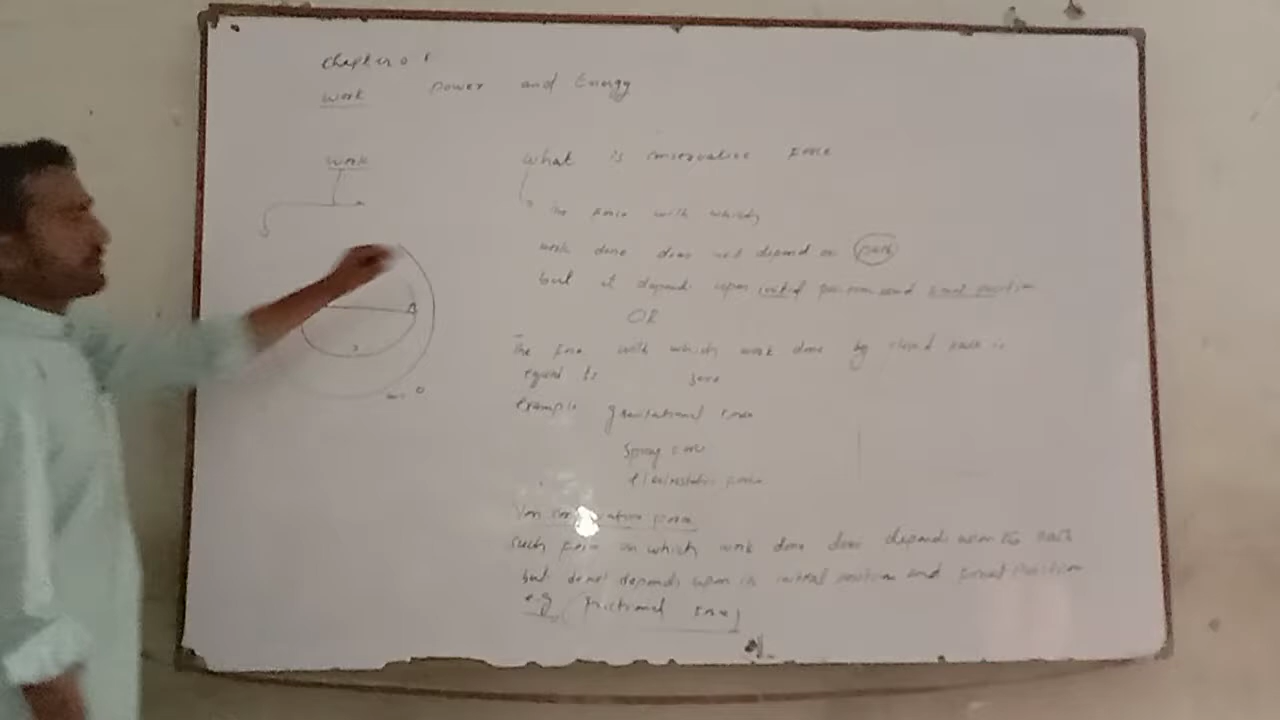 Chapter 0
Work Power and Energy
Work
What is conservative Force
The Force with which
work done does not depend on path
but it depends upon initial position and final position
OR
The Force with which work done by closed path is
equal to zero
example gravitational Force
Spring Force
electrostatic Force
Non conservative Force
Such Force in which work done does depends upon the path
but does depends upon its initial position and final position
e.g frictional Force